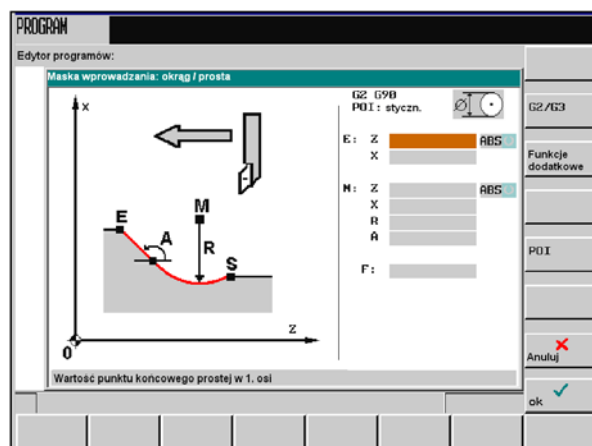 PROGRAM
Edytor programów:
Maska wprowadzania: okrąg / prosta
x
E
A
M
R
S
z
0
G2 G90
POI: styczn.
Ø
E: Z ABS
X
M: Z ABS
X
R
A
F:
Wartość punktu końcowego prostej w 1. osi
G2/G3
Funkcje
dodatkowe
POI
Anuluj
ok